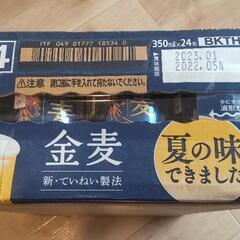 4
ITF 049 01777 18534 0
350mℓ×24缶
BKTH
2023.01
2022.05N
⚠注意
開口部に手を入れて持たないでください。
金麦
新・ていねい製法
夏の味
できました